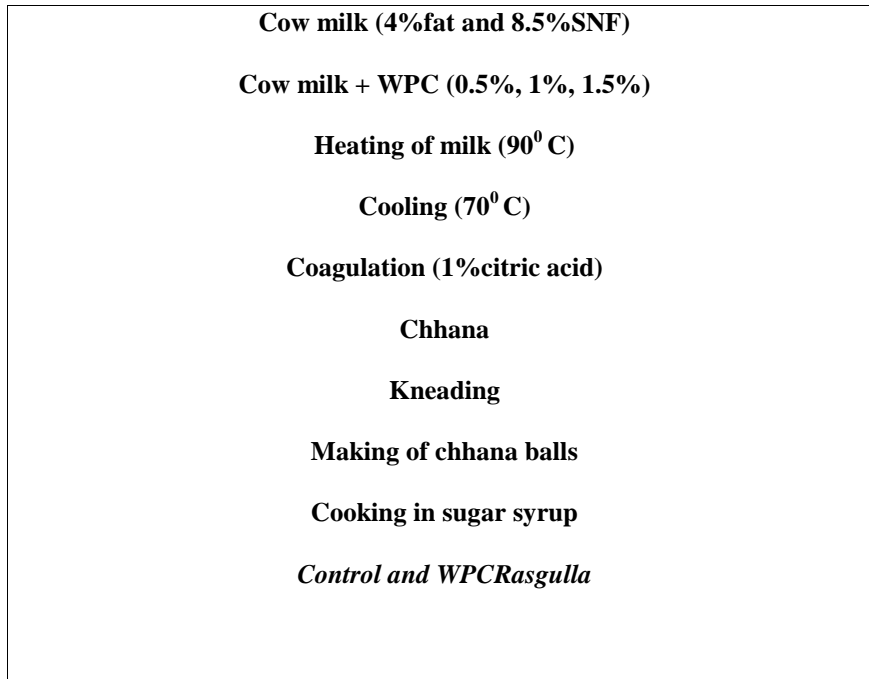 Cow milk (4%fat and 8.5%SNF)
Cow milk + WPC (0.5%, 1%, 1.5%)
Heating of milk (90⁰ C)
Cooling (70⁰ C)
Coagulation (1%citric acid)
Chhana
Kneading
Making of chhana balls
Cooking in sugar syrup
Control and WPCRasgulla